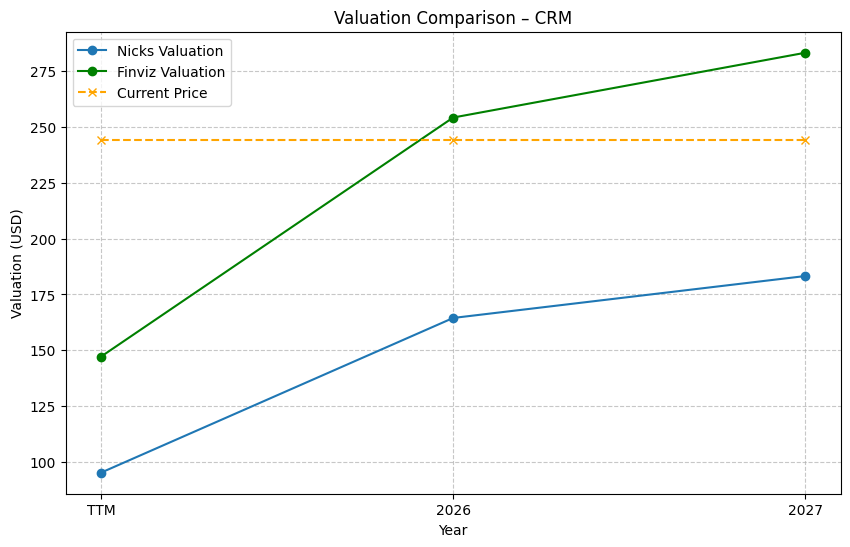 Valuation Comparison – CRM
Nicks Valuation
Finviz Valuation
Current Price
Valuation (USD)
275
250
225
200
175
150
125
100
TTM
2026
2027
Year